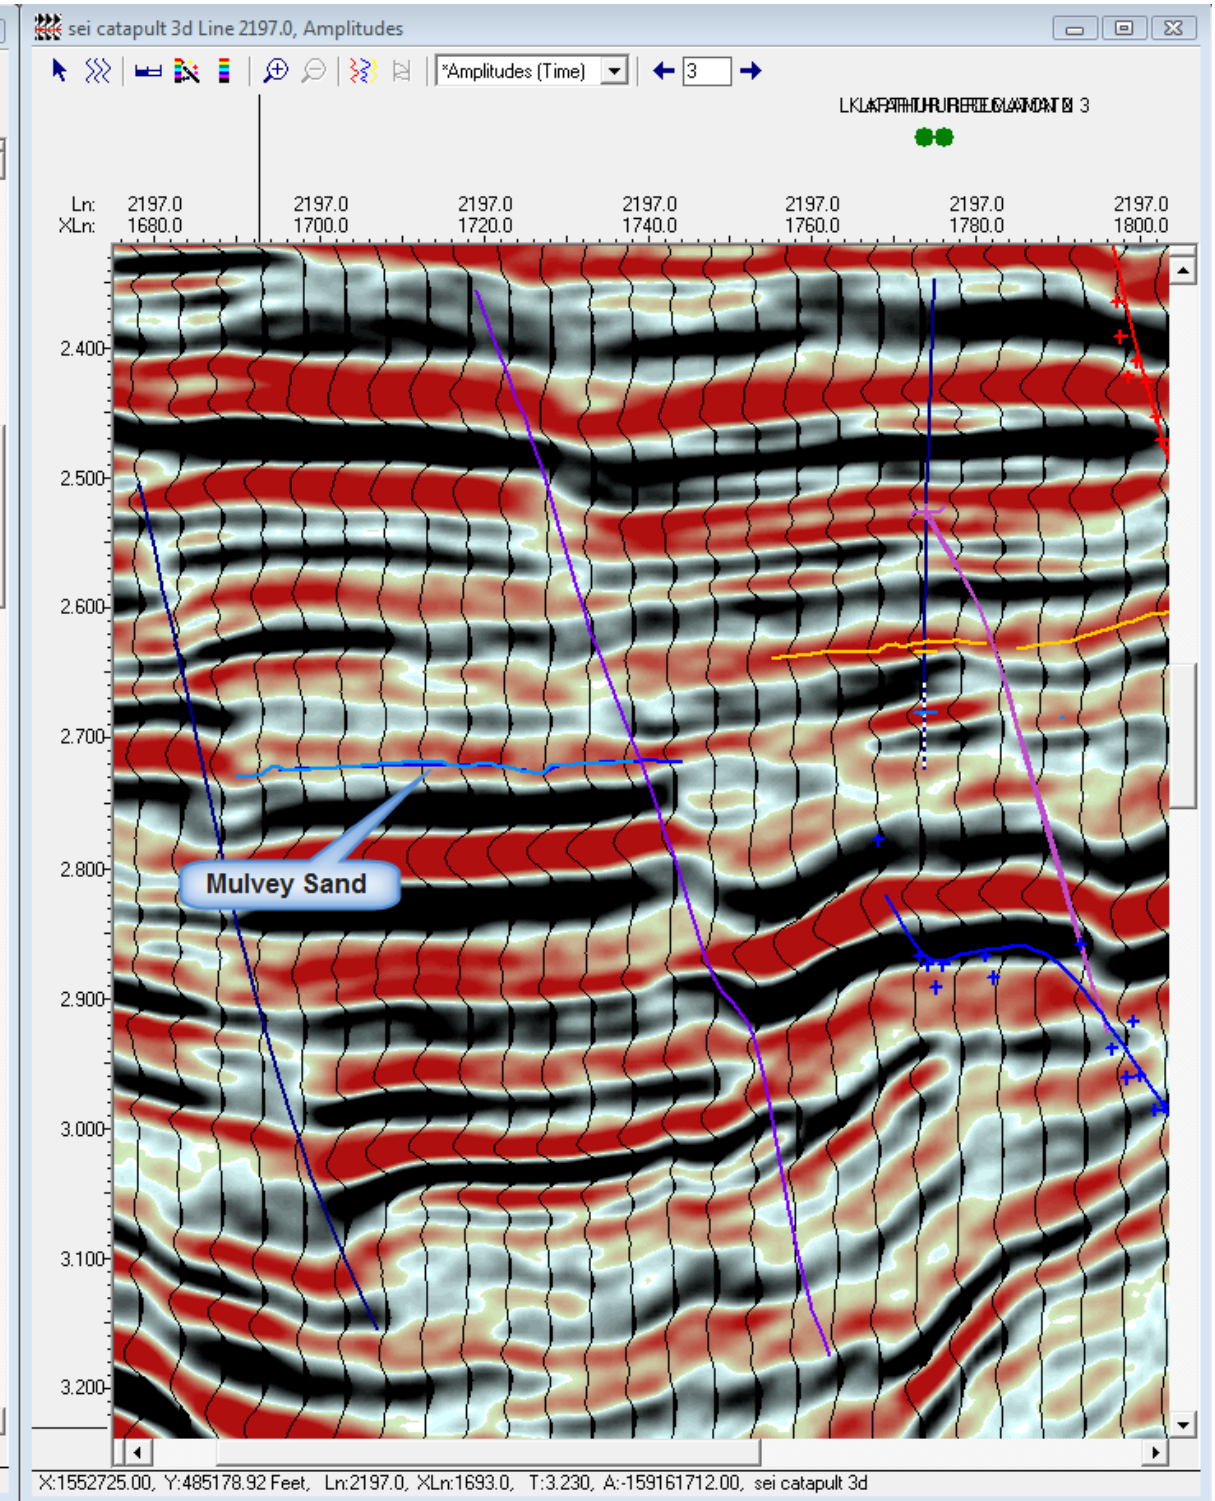 sei catapult 3d Line 2197.0, Amplitudes
*Amplitudes (Time) 3
3
Ln: 2197.0 2197.0 2197.0 2197.0 2197.0 2197.0 2197.0
XLn: 1680.0 1700.0 1720.0 1740.0 1760.0 1780.0 1800.0
2.400
2.500
2.600
2.700
2.800
Mulvey Sand
2.900
3.000
3.100
3.200
X:1552725.00, Y:485178.92 Feet, Ln:2197.0, XLn:1693.0, T:3.230, A:-159161712.00, sei catapult 3d